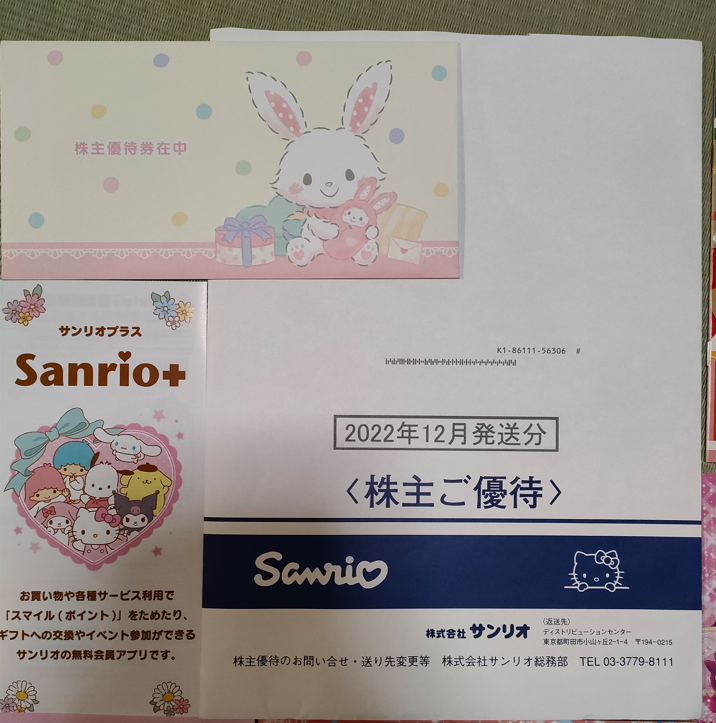 株主優待券在中
サンリオプラス
Sanrio+
お買い物や各種サービス利用で
「スマイル(ポイント)」をためたり、
ギフトへの交換やイベント参加ができる
サンリオの無料会員アプリです。
K1-86111-56306 #
2022年12月発送分
〈株主ご優待〉
Sanrio
株式会社 サンリオ
〈返送先〉
ディストリビューションセンター
東京都町田市小山ヶ丘2-1-4 〒194-0215
株主優待のお問い合せ・送り先変更等 株式会社サンリオ総務部 TEL 03-3779-8111